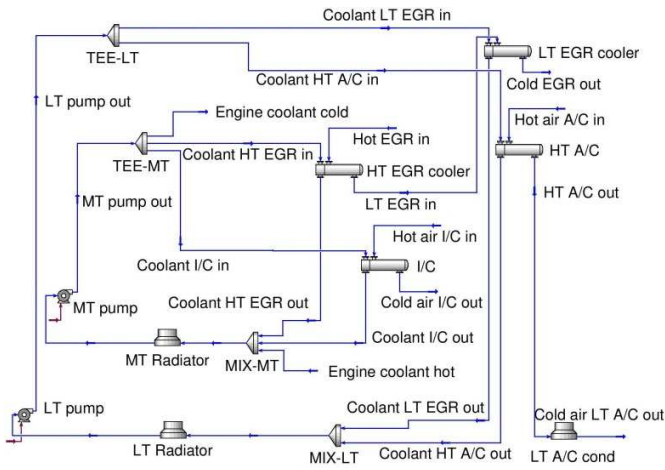 Coolant LT EGR in
TEE-LT
LT EGR cooler
Coolant HT A/C in
Cold EGR out
LT pump out
Engine coolant cold
Hot air A/C in
Hot EGR in
Coolant HT EGR in
HT A/C
TEE-MT
HT EGR cooler
LT EGR in
HT A/C out
MT pump out
Hot air I/C in
Coolant I/C in
I/C
Coolant HT EGR out
Cold air I/C out
MT pump
Coolant I/C out
MT Radiator
MIX-MT
Engine coolant hot
LT pump
Coolant LT EGR out
Cold air LT A/C out
LT Radiator
MIX-LT
Coolant HT A/C out
LT A/C cond